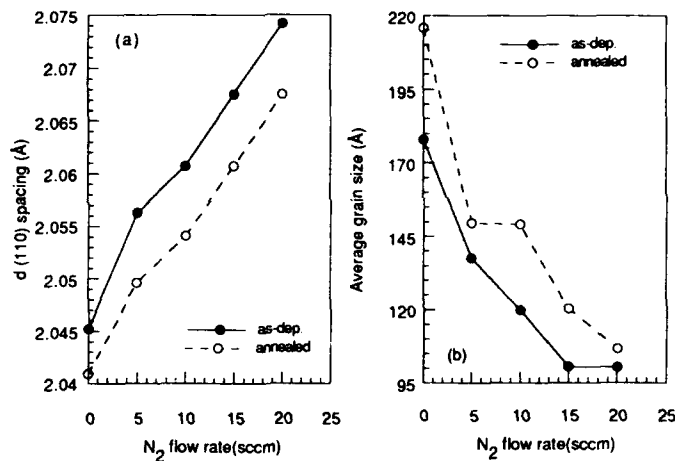 (a)
d (110) spacing (Å)
2.075
2.07
2.065
2.06
2.055
2.05
2.045
2.04
as-dep.
annealed
0 5 10 15 20 25
N2 flow rate(sccm)
as-dep.
annealed
Average grain size (Å)
220
195
170
145
120
95
(b)
0 5 10 15 20 25
N2 flow rate(sccm)